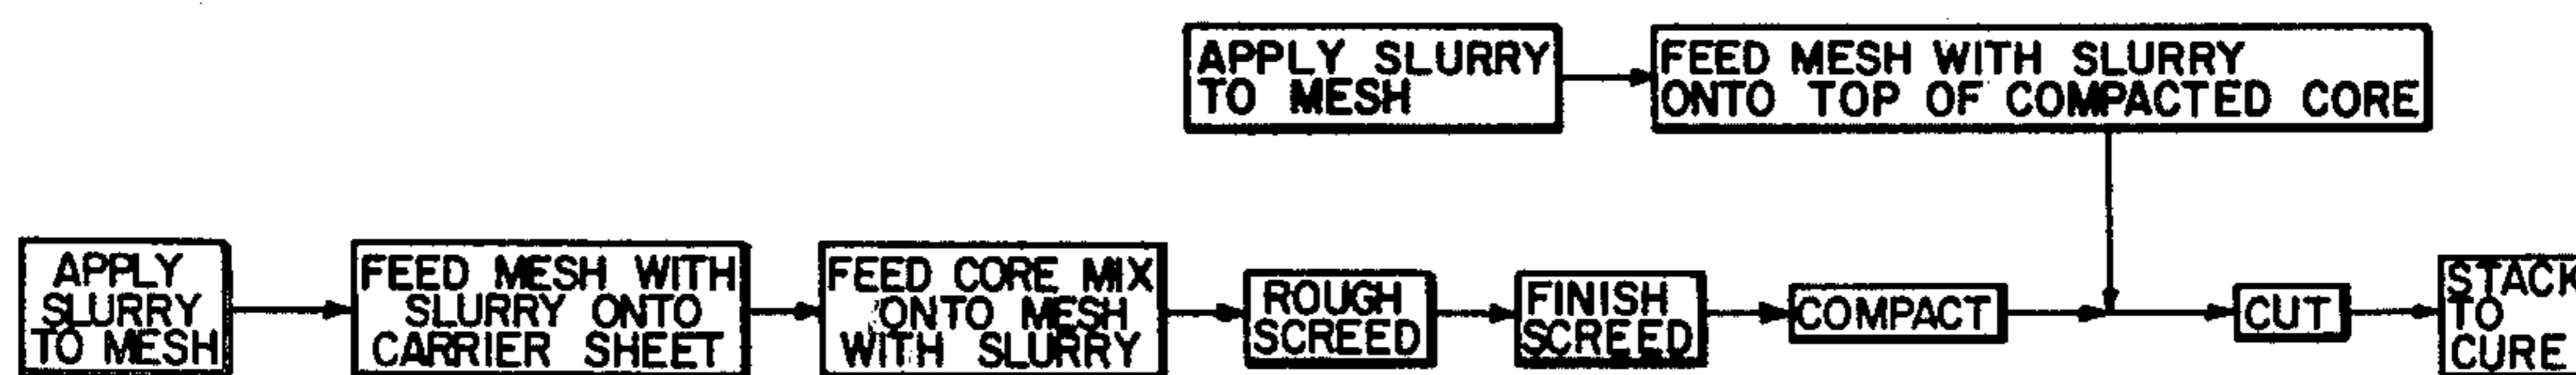 APPLY SLURRY
TO MESH
FEED MESH WITH SLURRY
ONTO TOP OF COMPACTED CORE
APPLY
SLURRY
TO MESH
FEED MESH WITH
SLURRY ONTO
CARRIER SHEET
FEED CORE MIX
ONTO MESH
WITH SLURRY
ROUGH
SCREED
FINISH
SCREED
COMPACT
CUT
STACK
TO
CURE